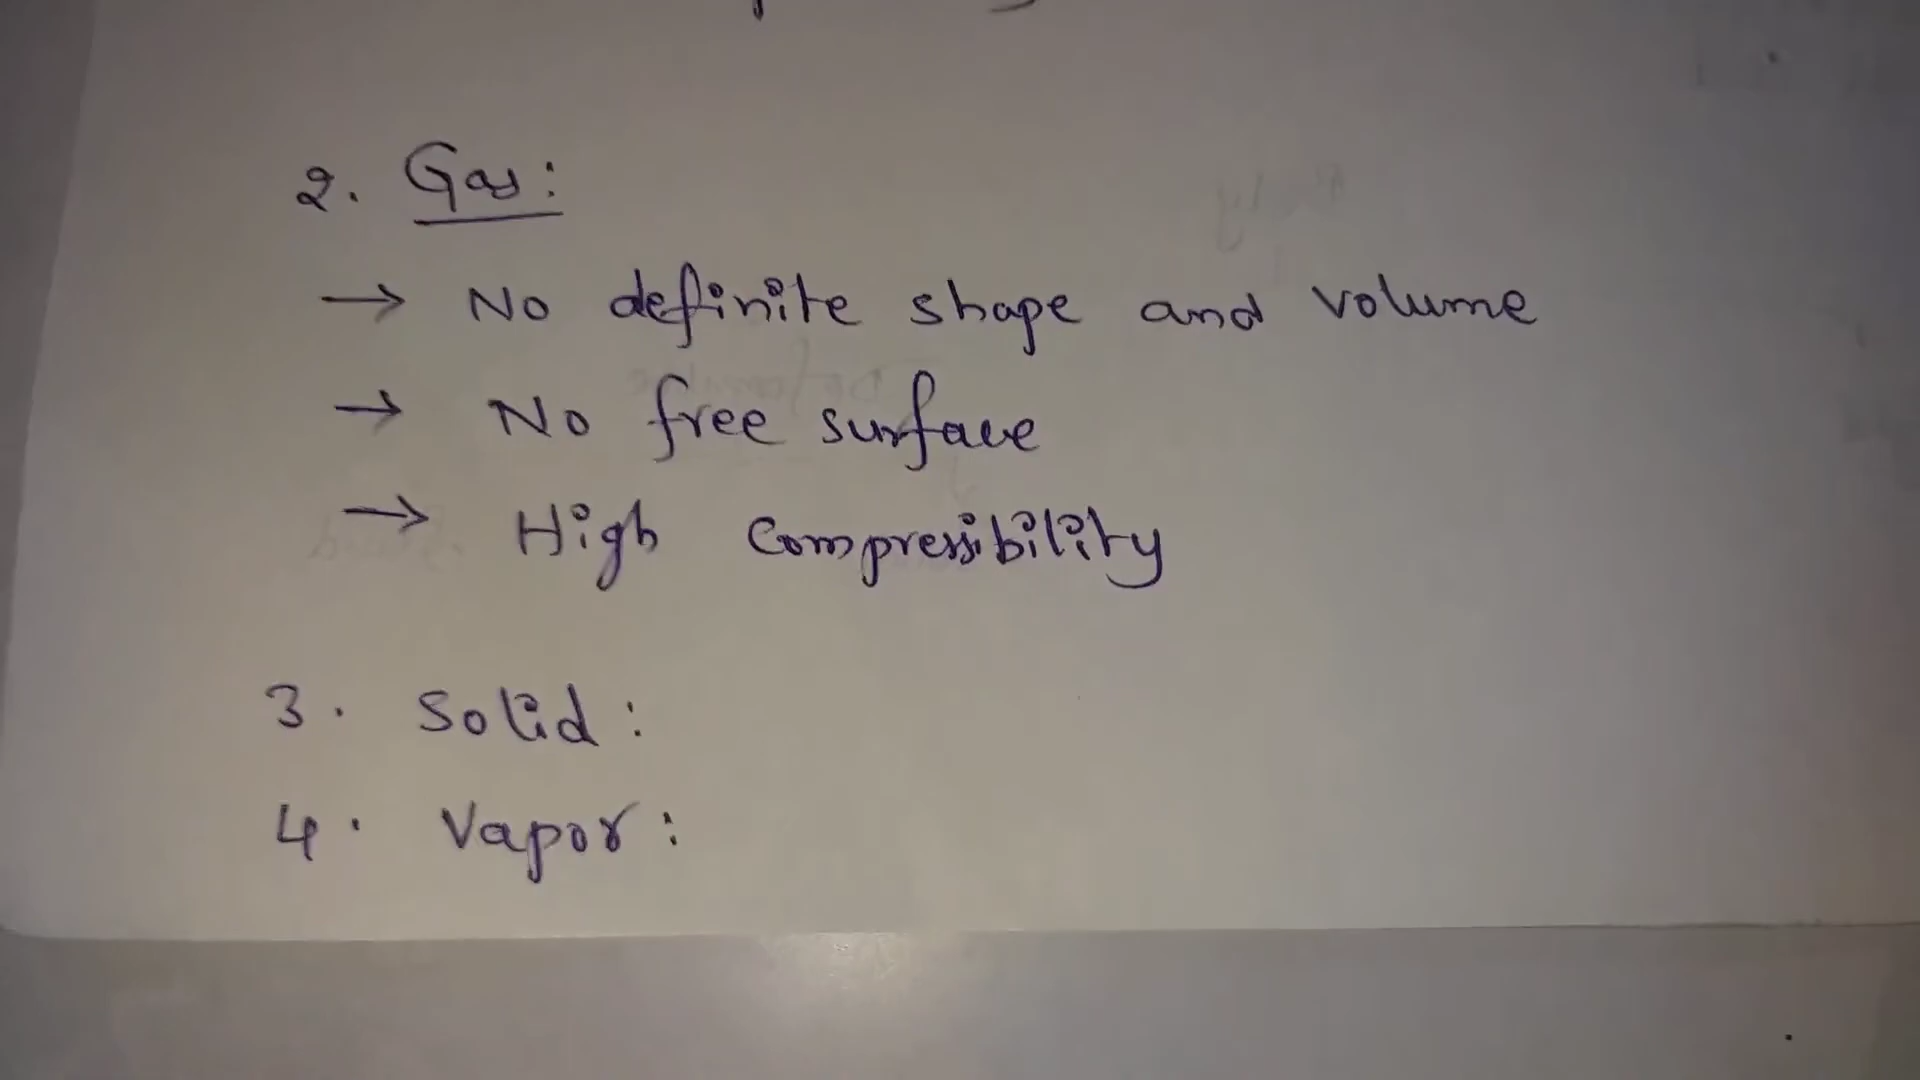 2. Gas:
→ No definite shape and volume
→ No free surface
→ High Compressibility
3. Solid:
4. Vapor: